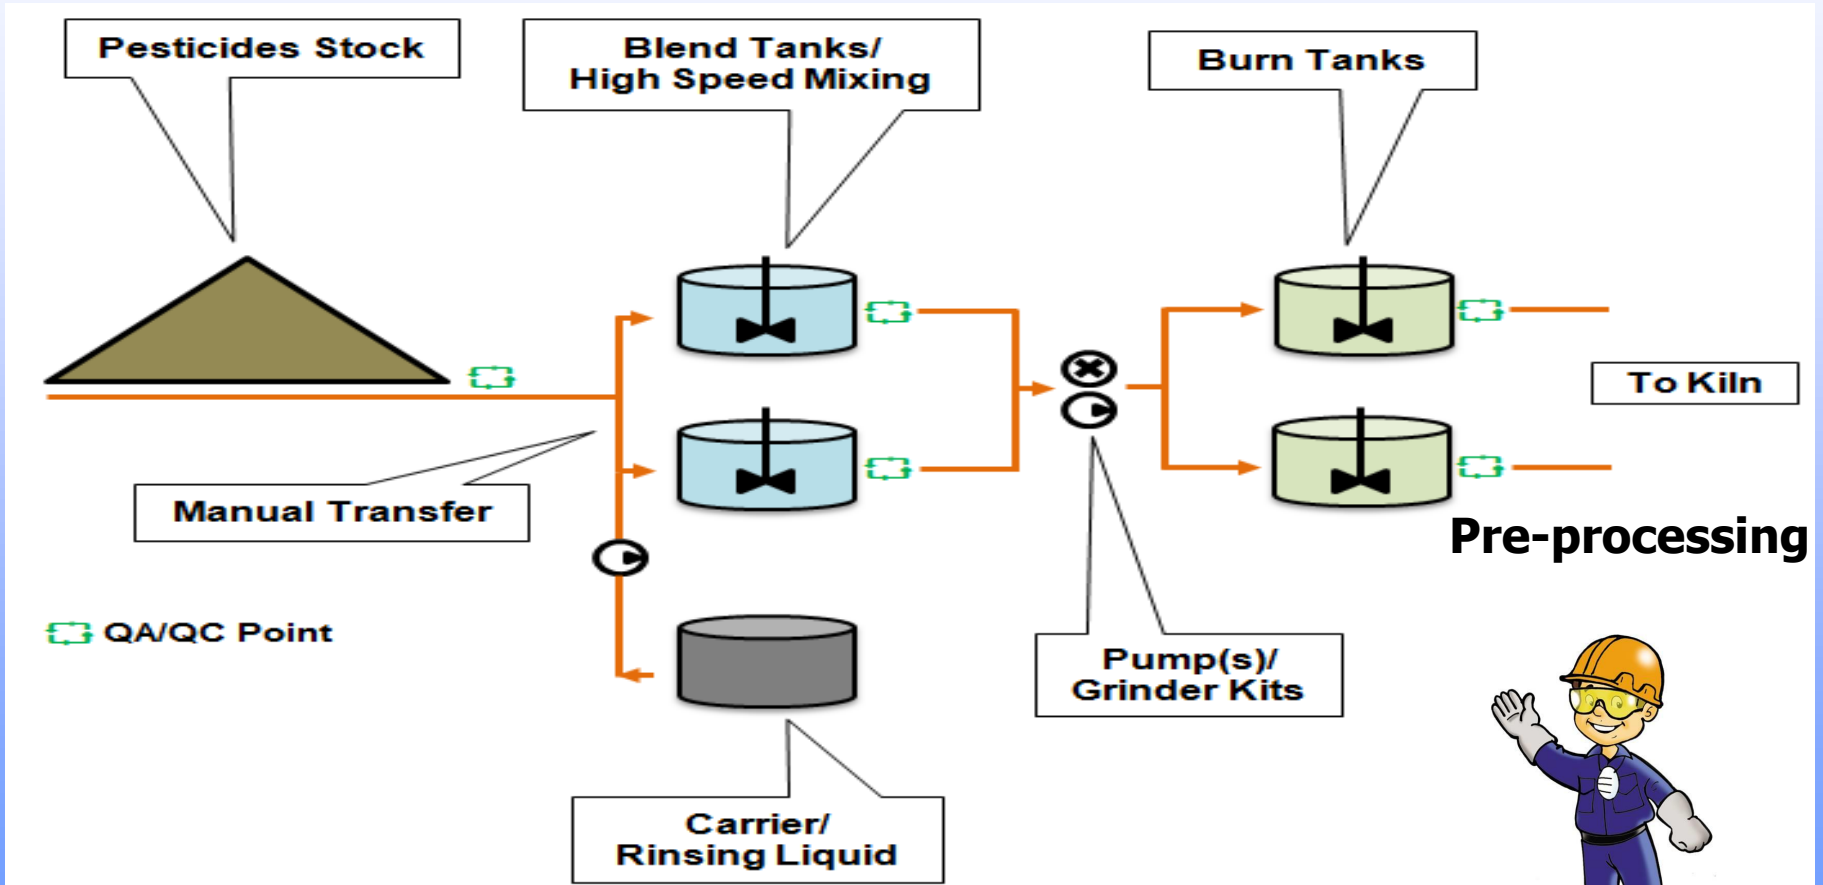 Pesticides Stock
Blend Tanks/
High Speed Mixing
Burn Tanks
To Kiln
Manual Transfer
Pre-processing
QA/QC Point
Pump(s)/
Grinder Kits
Carrier/
Rinsing Liquid